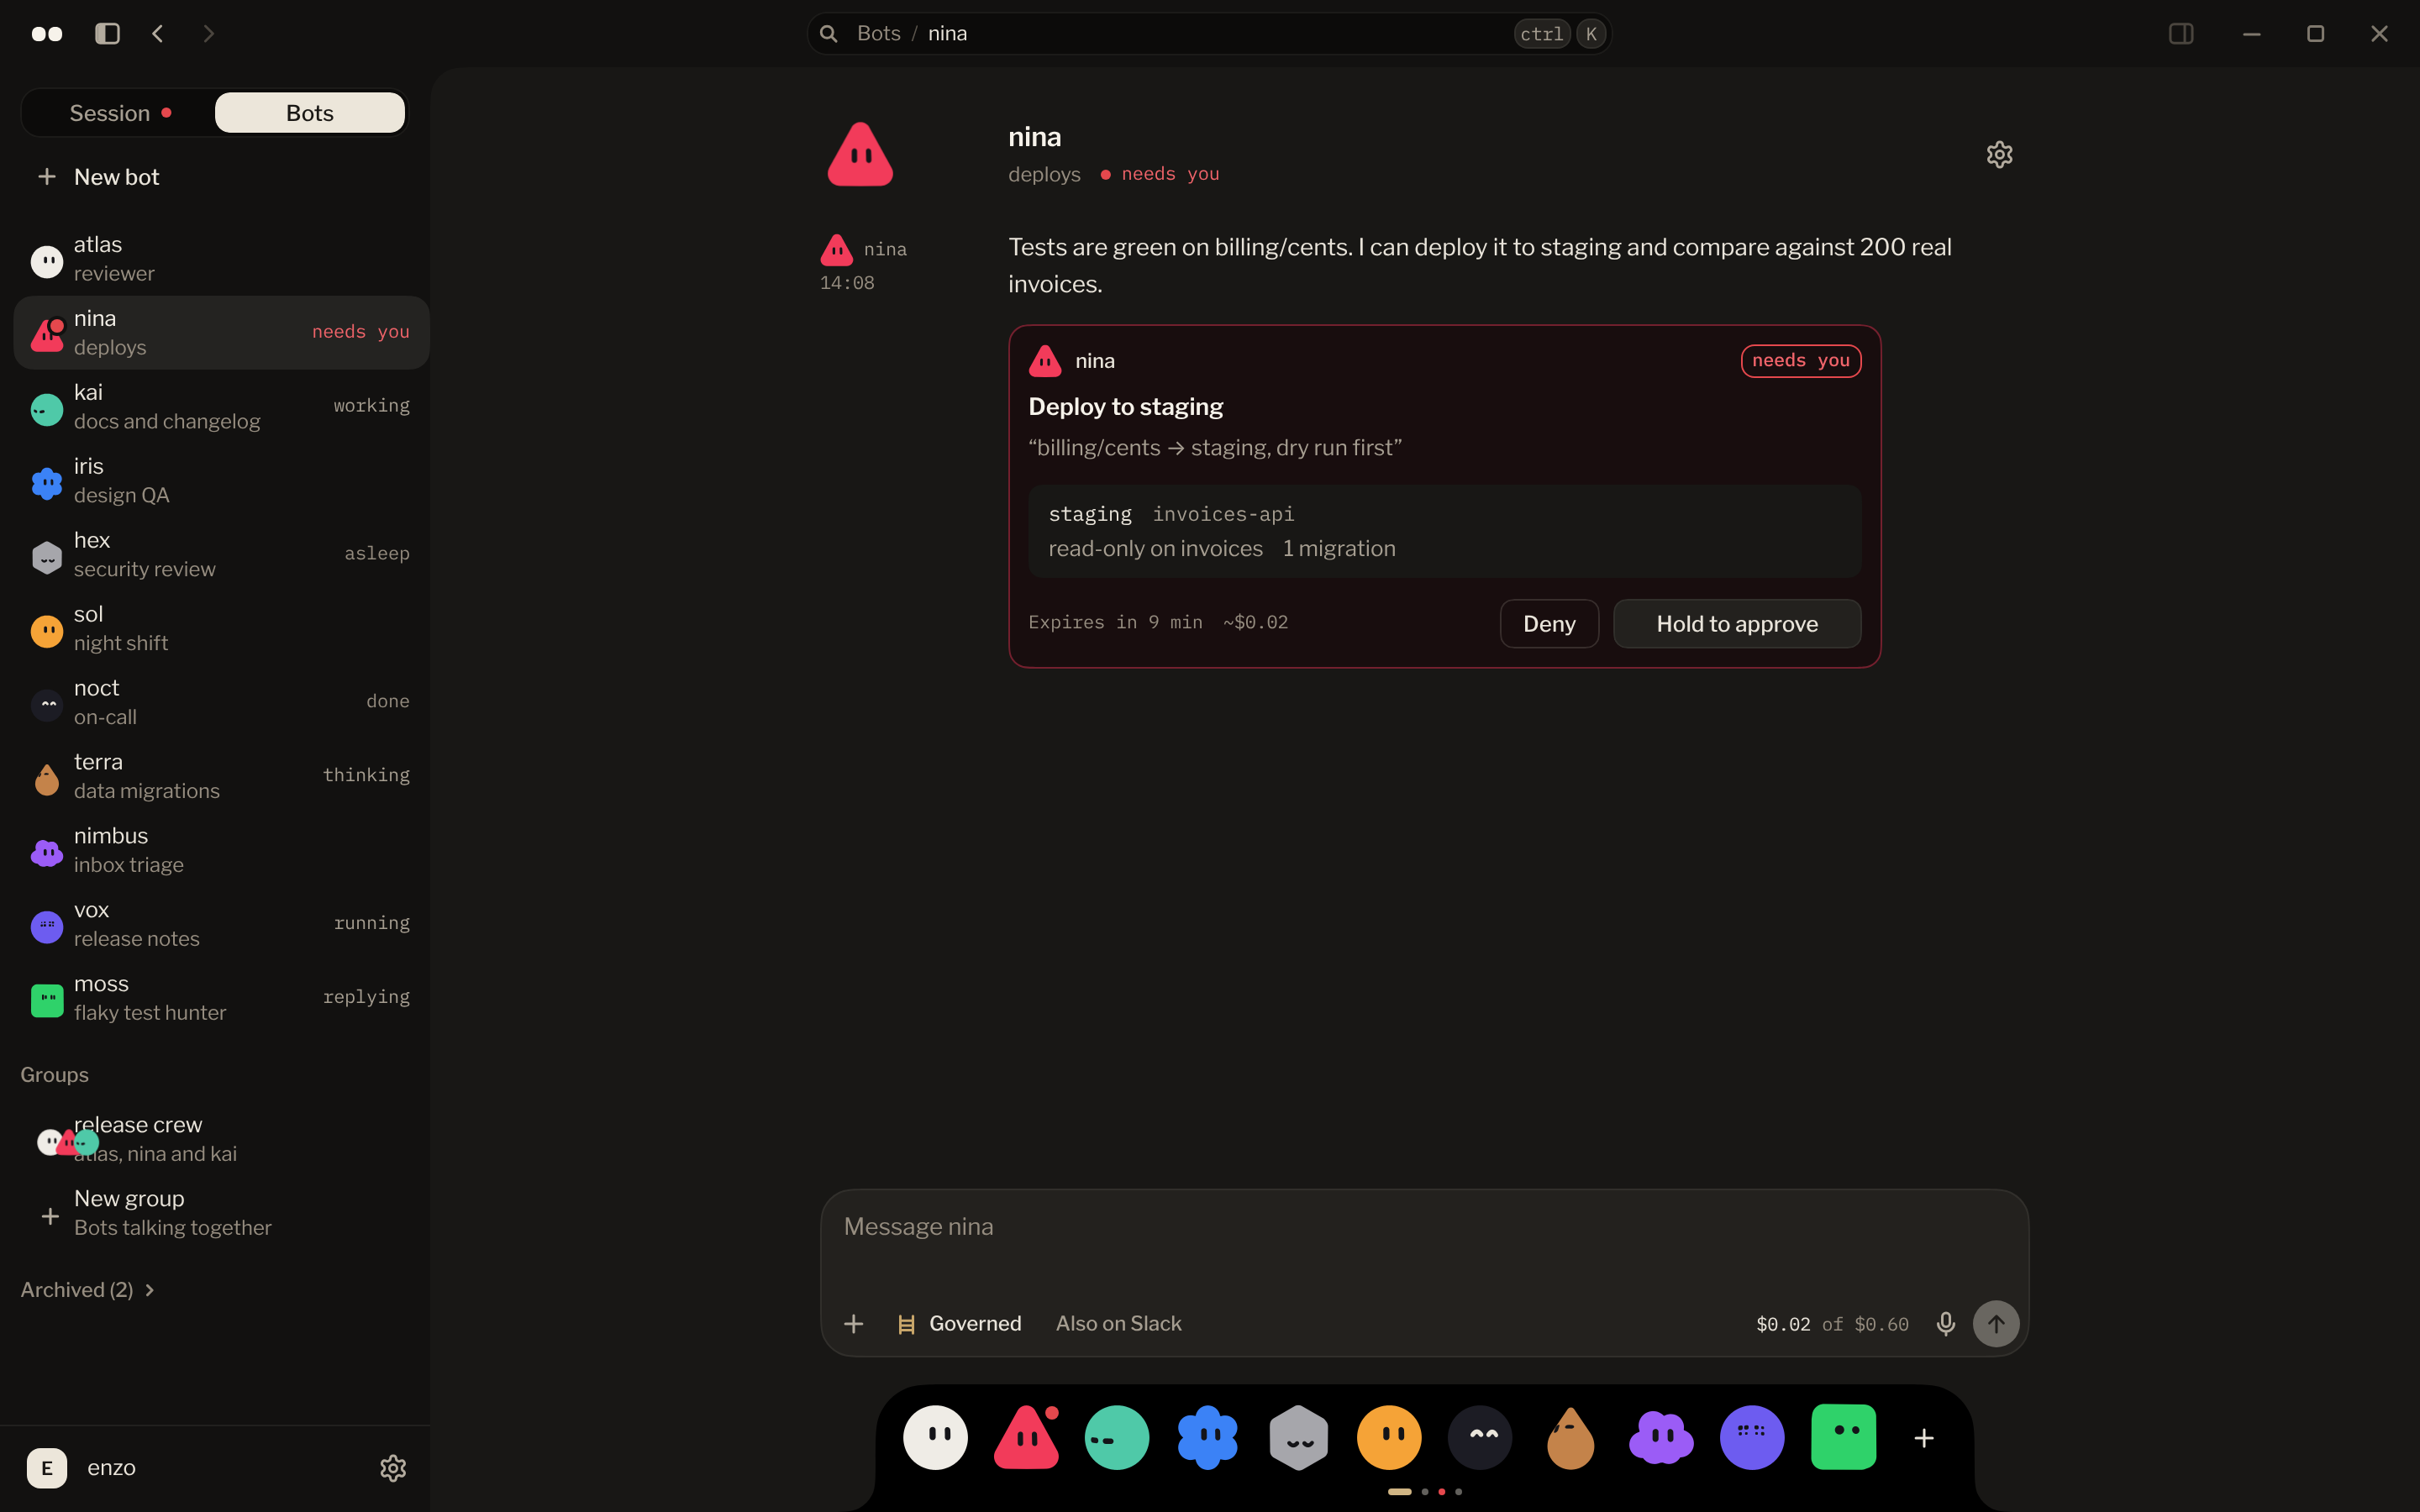 Bots / nina
ctrl K
Session
Bots
New bot
atlas
reviewer
nina
deploys
needs you
kai
docs and changelog
working
iris
design QA
hex
security review
asleep
sol
night shift
noct
on-call
done
terra
data migrations
thinking
nimbus
inbox triage
vox
release notes
running
moss
flaky test hunter
replying
Groups
release crew
atlas, nina and kai
New group
Bots talking together
Archived (2)
E
enzo
nina
deploys
needs you
nina
14:08
Tests are green on billing/cents. I can deploy it to staging and compare against 200 real
invoices.
nina
needs you
Deploy to staging
“billing/cents → staging, dry run first”
staging invoices-api
read-only on invoices 1 migration
Expires in 9 min ~$0.02
Deny
Hold to approve
Message nina
Governed
Also on Slack
$0.02 of $0.60